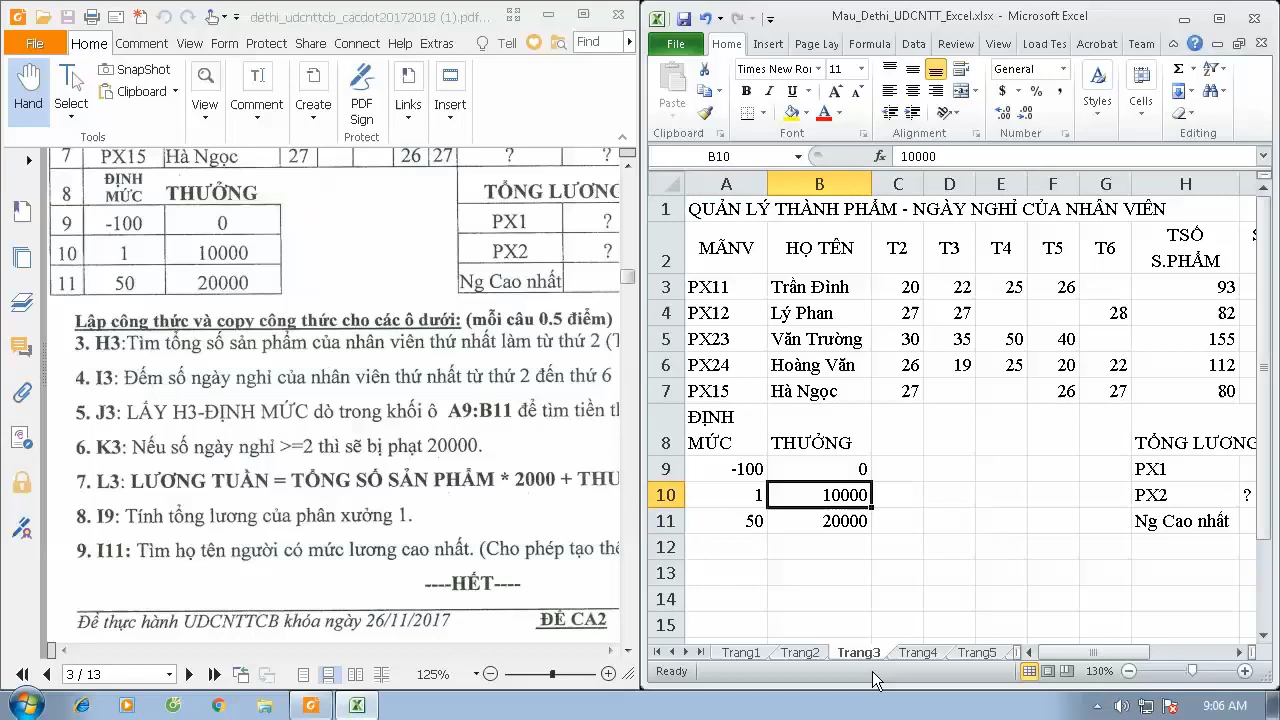 dethi_udcnttcb_cacdot20172018 (1).pdf...
File Home Comment View Form Protect Share Connect Help Extras Tell Find
Hand Select SnapShot Clipboard View Comment Create PDF Sign Links Insert
Tools Protect
7 PX15 Hà Ngọc 27 26 27 ? ?
8 ĐỊNH MỨC THƯỞNG TỔNG LƯƠNG
9 -100 0 PX1 ?
10 1 10000 PX2 ?
11 50 20000 Ng Cao nhất
Lập công thức và copy công thức cho các ô dưới: (mỗi câu 0.5 điểm)
3. H3:Tìm tổng số sản phẩm của nhân viên thứ nhất làm từ thứ 2 (T
4. I3: Đếm số ngày nghỉ của nhân viên thứ nhất từ thứ 2 đến thứ 6
5. J3: LẤY H3-ĐỊNH MỨC dò trong khối ô A9:B11 để tìm tiền th
6. K3: Nếu số ngày nghỉ >=2 thì sẽ bị phạt 20000.
7. L3: LƯƠNG TUẦN = TỔNG SỐ SẢN PHẨM * 2000 + THƯ
8. I9: Tính tổng lương của phân xưởng 1.
9. I11: Tìm họ tên người có mức lương cao nhất. (Cho phép tạo thê
----HẾT----
Đề thực hành UDCNTTCB khóa ngày 26/11/2017 ĐỀ CA2
3 / 13 125%
Mau_Dethi_UDCNTT_Excel.xlsx - Microsoft Excel
File Home Insert Page Lay Formula Data Review View Load Tes Acrobat Team
Paste Times New Ro 11 General Styles Cells
Clipboard Font Alignment Number Editing
B10 fx 10000
A B C D E F G H
1 QUẢN LÝ THÀNH PHẨM - NGÀY NGHỈ CỦA NHÂN VIÊN
2 MÃNV HỌ TÊN T2 T3 T4 T5 T6 TSỐ S.PHẨM S
3 PX11 Trần Đình 20 22 25 26 93
4 PX12 Lý Phan 27 27 28 82
5 PX23 Văn Trường 30 35 50 40 155
6 PX24 Hoàng Văn 26 19 25 20 22 112
7 PX15 Hà Ngọc 27 26 27 80
8 ĐỊNH MỨC THƯỞNG TỔNG LƯƠNG
9 -100 0 PX1
10 1 10000 PX2 ?
11 50 20000 Ng Cao nhất
12
13
14
15
Trang1 Trang2 Trang3 Trang4 Trang5
Ready 130%
9:06 AM